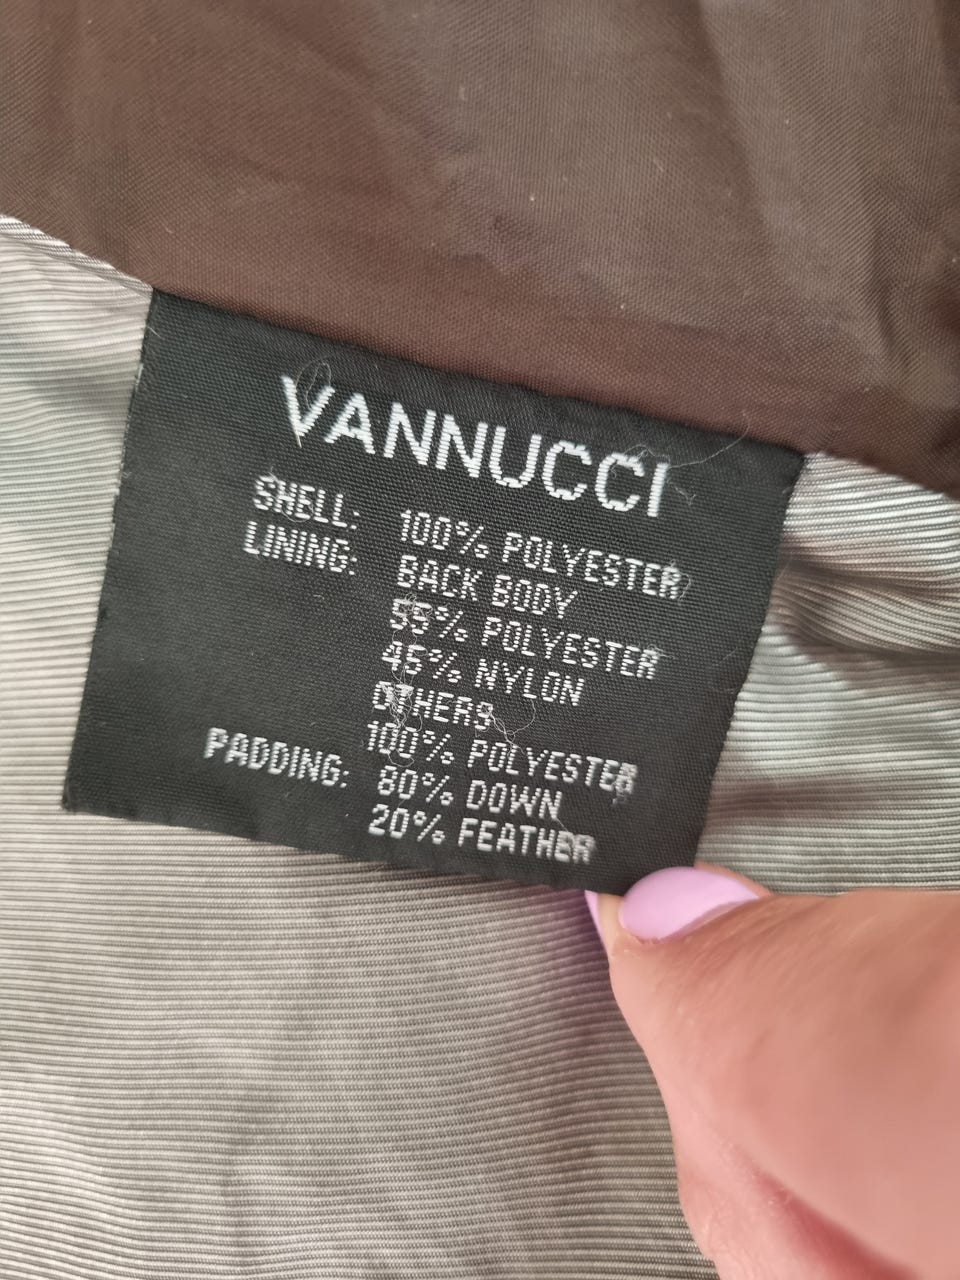 VANNUCCI
SHELL: 100% POLYESTER
LINING: BACK BODY
55% POLYESTER
45% NYLON
OTHERS
100% POLYESTER
PADDING: 80% DOWN
20% FEATHER